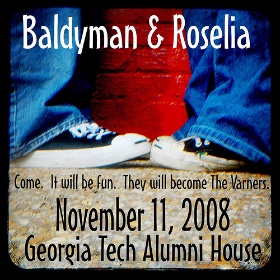 Baldyman & Roselia
Come. It will be Fun. They will become The Varners.
November 11, 2008
Georgia Tech Alumni House